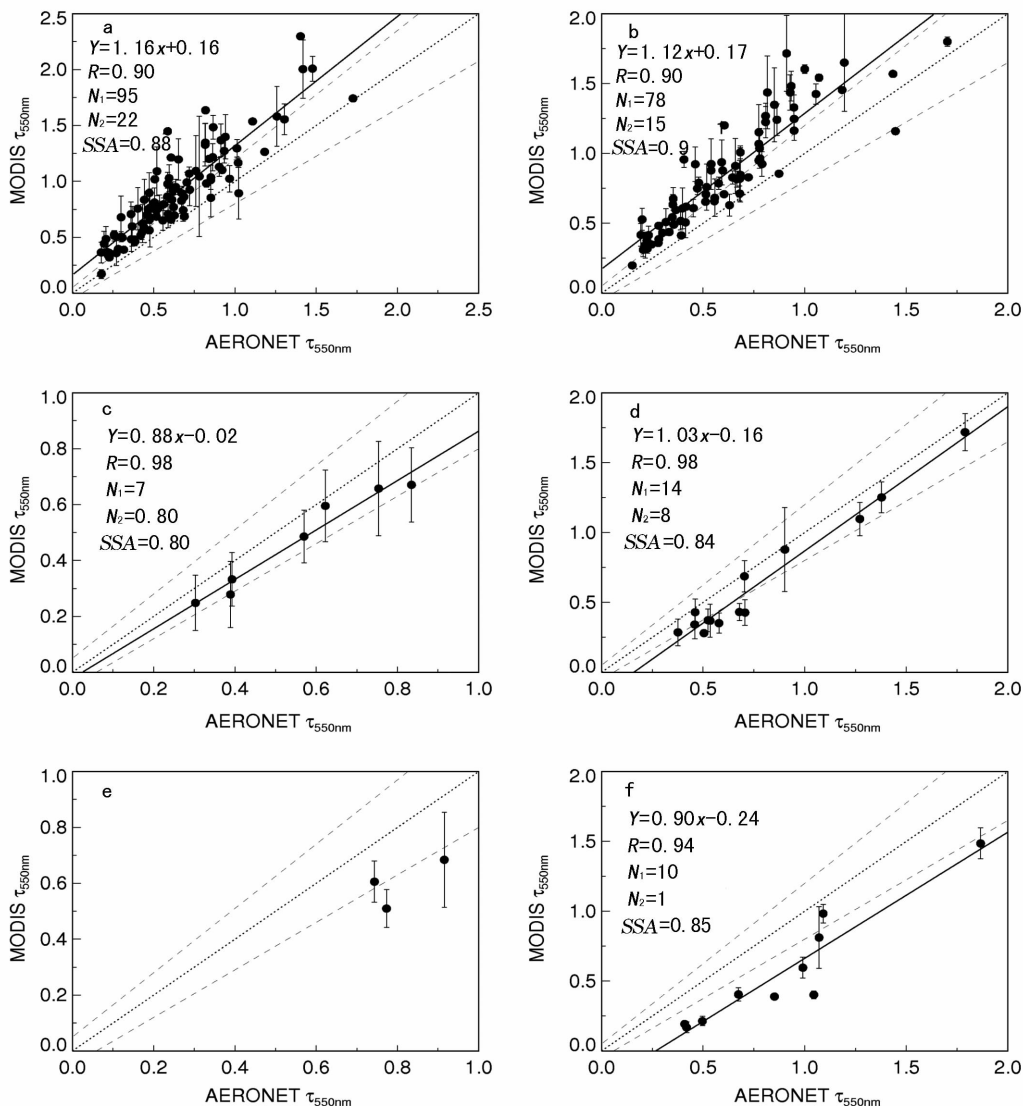 a
Y=1.16x+0.16
R=0.90
N₁=95
N₂=22
SSA=0.88
2.5
2.0
1.5
1.0
0.5
0.0
MODIS τ550nm
0.0 0.5 1.0 1.5 2.0 2.5
AERONET τ550nm
b
Y=1.12x+0.17
R=0.90
N₁=78
N₂=15
SSA=0.9
2.0
1.5
1.0
0.5
0.0
MODIS τ550nm
0.0 0.5 1.0 1.5 2.0
AERONET τ550nm
c
Y=0.88x−0.02
R=0.98
N₁=7
N₂=0.80
SSA=0.80
1.0
0.8
0.6
0.4
0.2
0.0
MODIS τ550nm
0.0 0.2 0.4 0.6 0.8 1.0
AERONET τ550nm
d
Y=1.03x−0.16
R=0.98
N₁=14
N₂=8
SSA=0.84
2.0
1.5
1.0
0.5
0.0
MODIS τ550nm
0.0 0.5 1.0 1.5 2.0
AERONET τ550nm
e
1.0
0.8
0.6
0.4
0.2
0.0
MODIS τ550nm
0.0 0.2 0.4 0.6 0.8 1.0
AERONET τ550nm
f
Y=0.90x−0.24
R=0.94
N₁=10
N₂=1
SSA=0.85
2.0
1.5
1.0
0.5
0.0
MODIS τ550nm
0.0 0.5 1.0 1.5 2.0
AERONET τ550nm